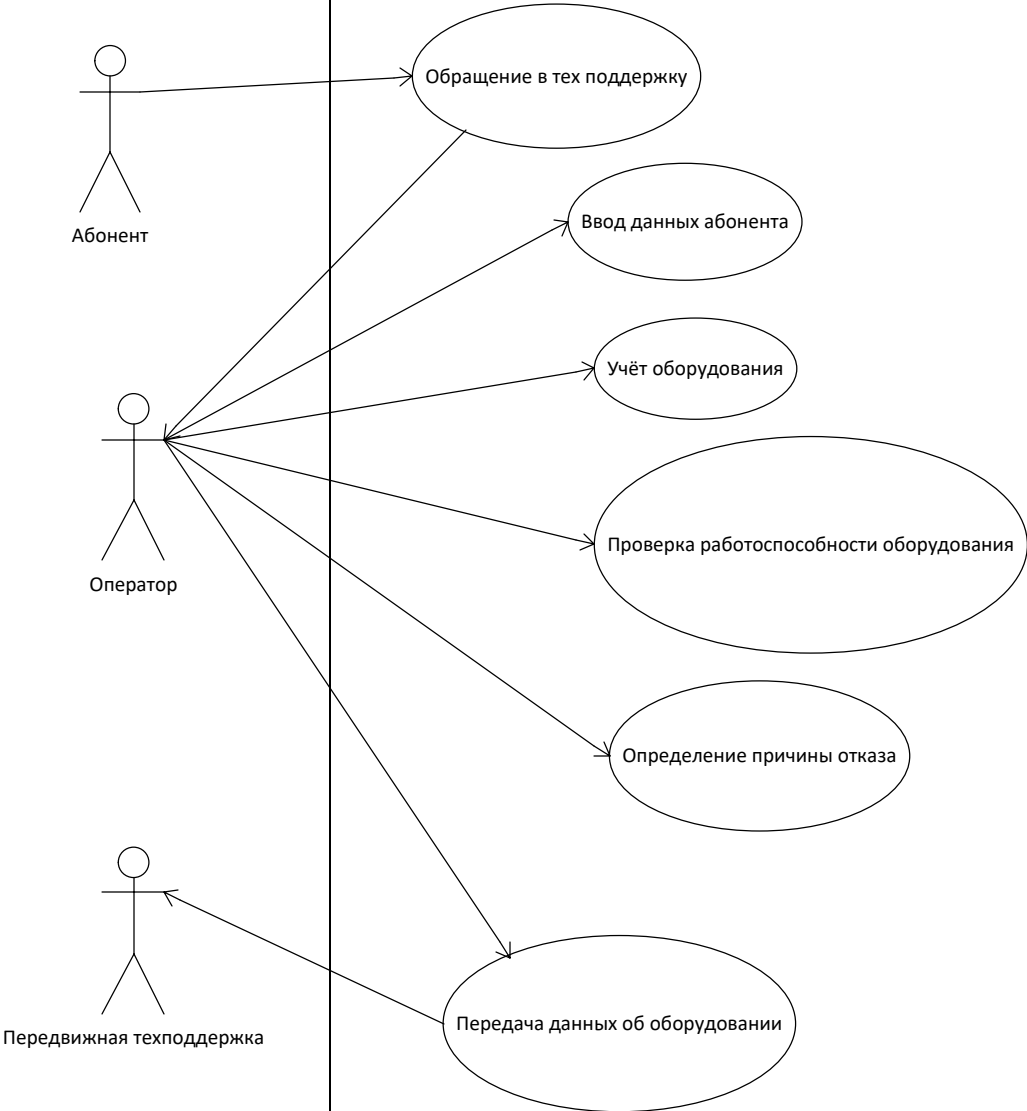 Обращение в тех поддержку
Ввод данных абонента
Абонент
Учёт оборудования
Проверка работоспособности оборудования
Оператор
Определение причины отказа
Передача данных об оборудовании
Передвижная техподдержка